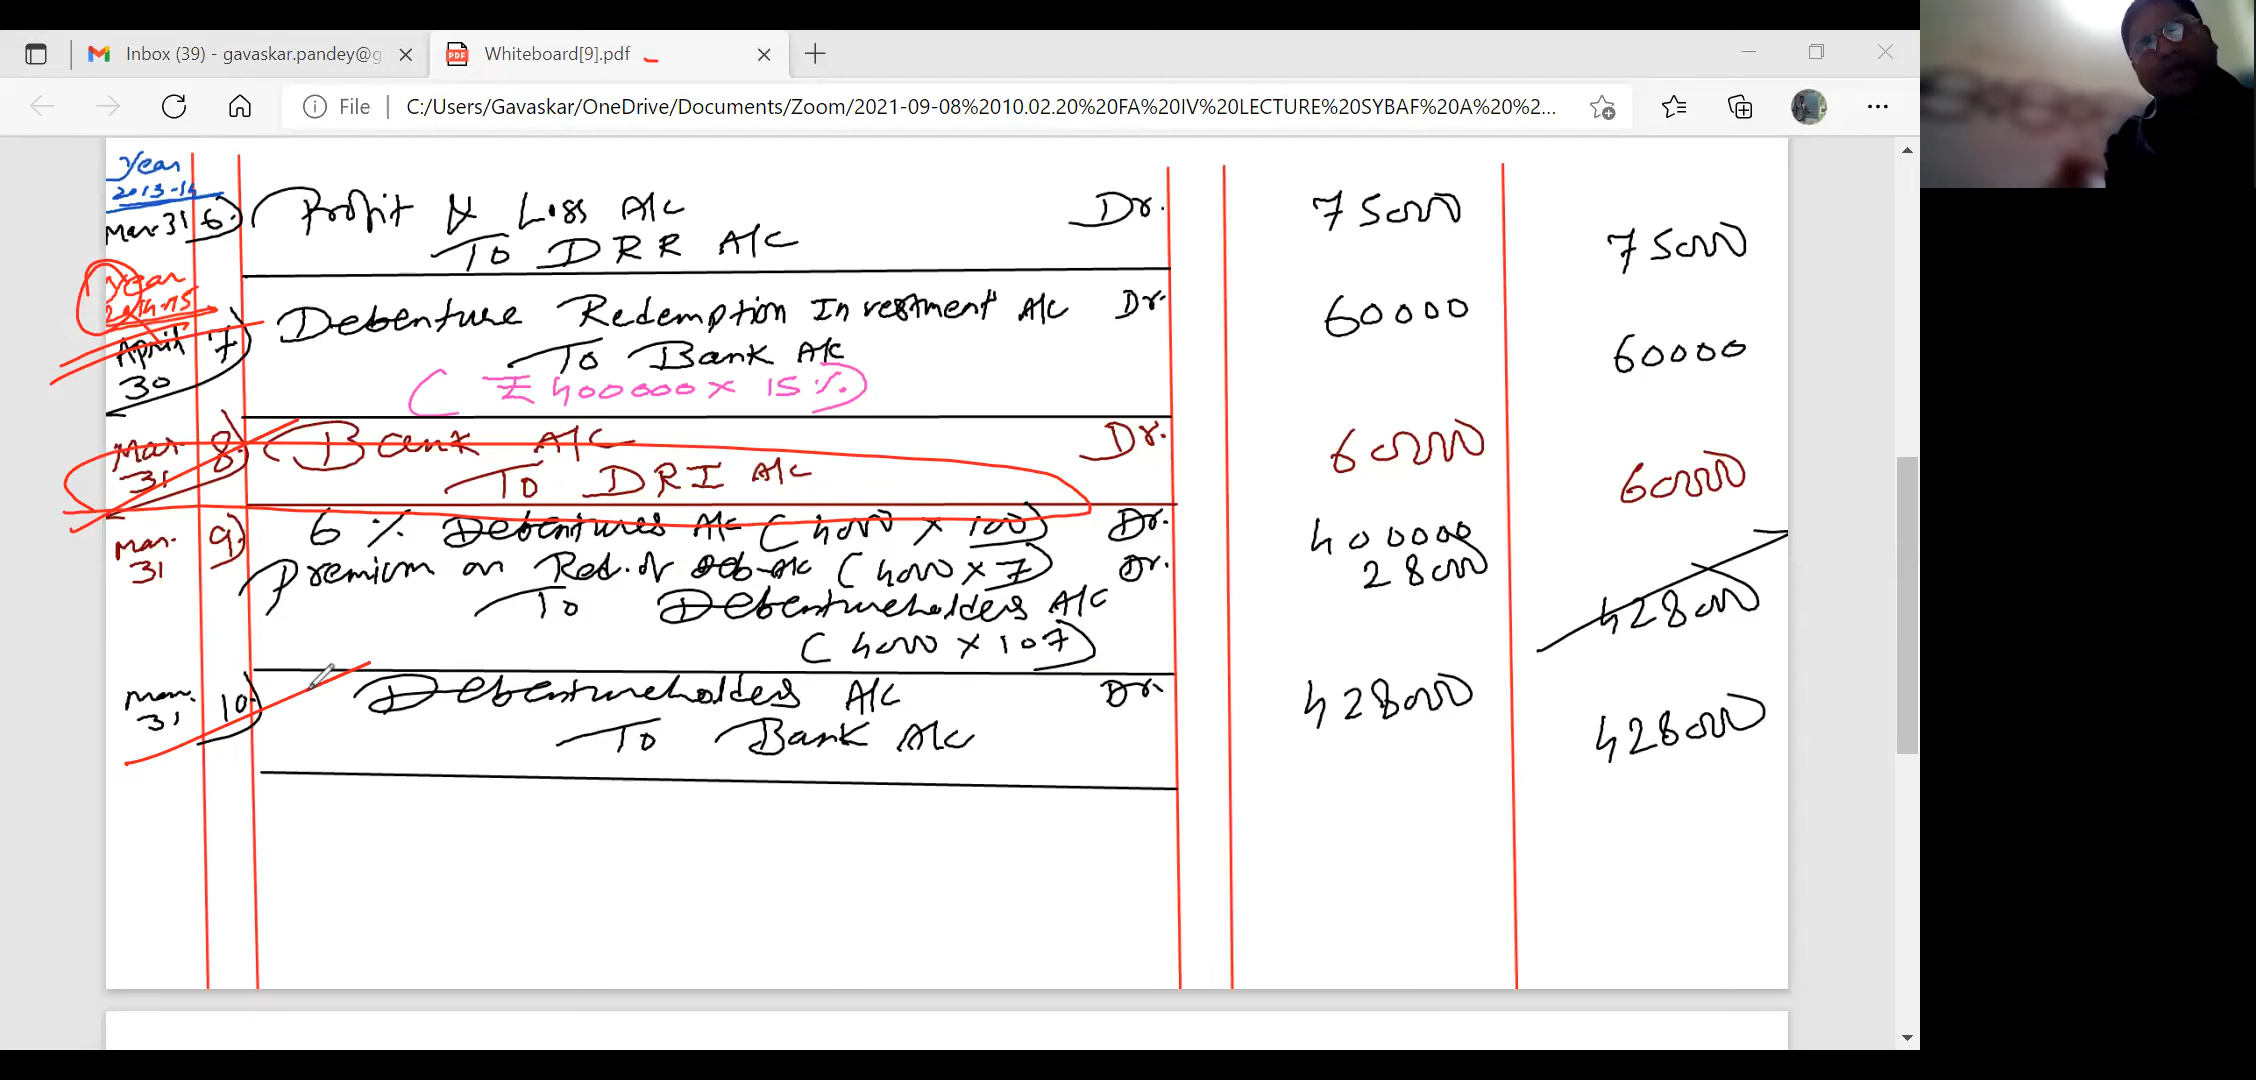 Inbox (39) - gavaskar.pandey@g
Whiteboard[9].pdf
File C:/Users/Gavaskar/OneDrive/Documents/Zoom/2021-09-08%2010.02.20%20FA%20IV%20LECTURE%20SYBAF%20A%20%2...
Year
2013-14
Mar 31 6) Profit & Loss A/c Dr. 75000
To DRR A/c 75000
Year
2014-15
April 7) Debenture Redemption Investment A/c Dr. 60000
30 To Bank A/c 60000
( ₹ 400000 x 15 %)
Mar 8) Bank A/c Dr. 60000
31 To DRI A/c 60000
Mar. 9) 6 % Debentures A/c (4000 x 100) Dr. 400000
31 Premium on Red. of Deb. A/c (4000 x 7) Dr. 28000
To Debentureholders A/c 428000
(4000 x 107)
Mar. 10) Debentureholders A/c Dr. 428000
31 To Bank A/c 428000